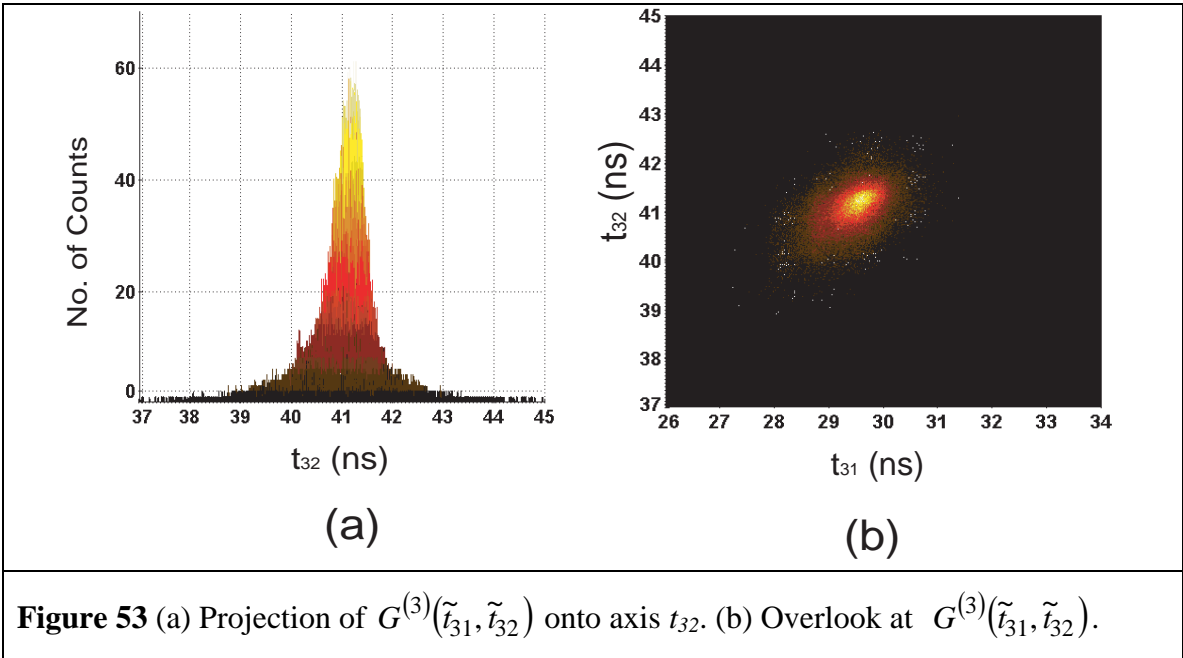 60
40
20
0
No. of Counts
37 38 39 40 41 42 43 44 45
t₃₂ (ns)
(a)
45
44
43
42
41
40
39
38
37
t₃₂ (ns)
26 27 28 29 30 31 32 33 34
t₃₁ (ns)
(b)
Figure 53 (a) Projection of G⁽³⁾(t̃₃₁, t̃₃₂) onto axis t₃₂. (b) Overlook at G⁽³⁾(t̃₃₁, t̃₃₂).